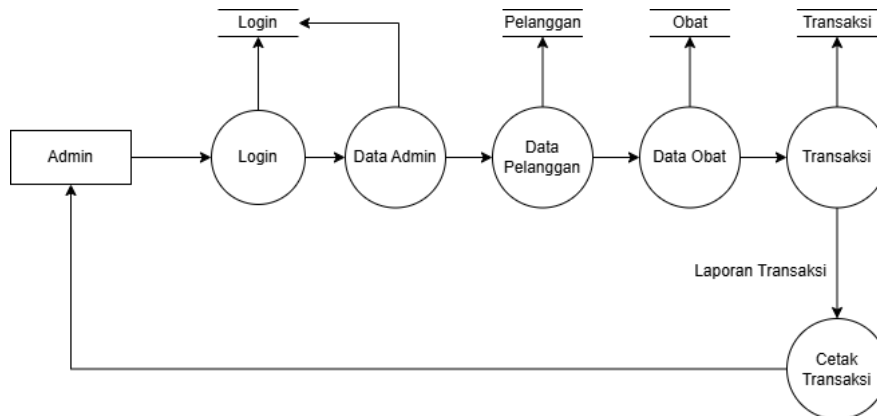 Login
Pelanggan
Obat
Transaksi
Admin
Login
Data Admin
Data
Pelanggan
Data Obat
Transaksi
Laporan Transaksi
Cetak
Transaksi